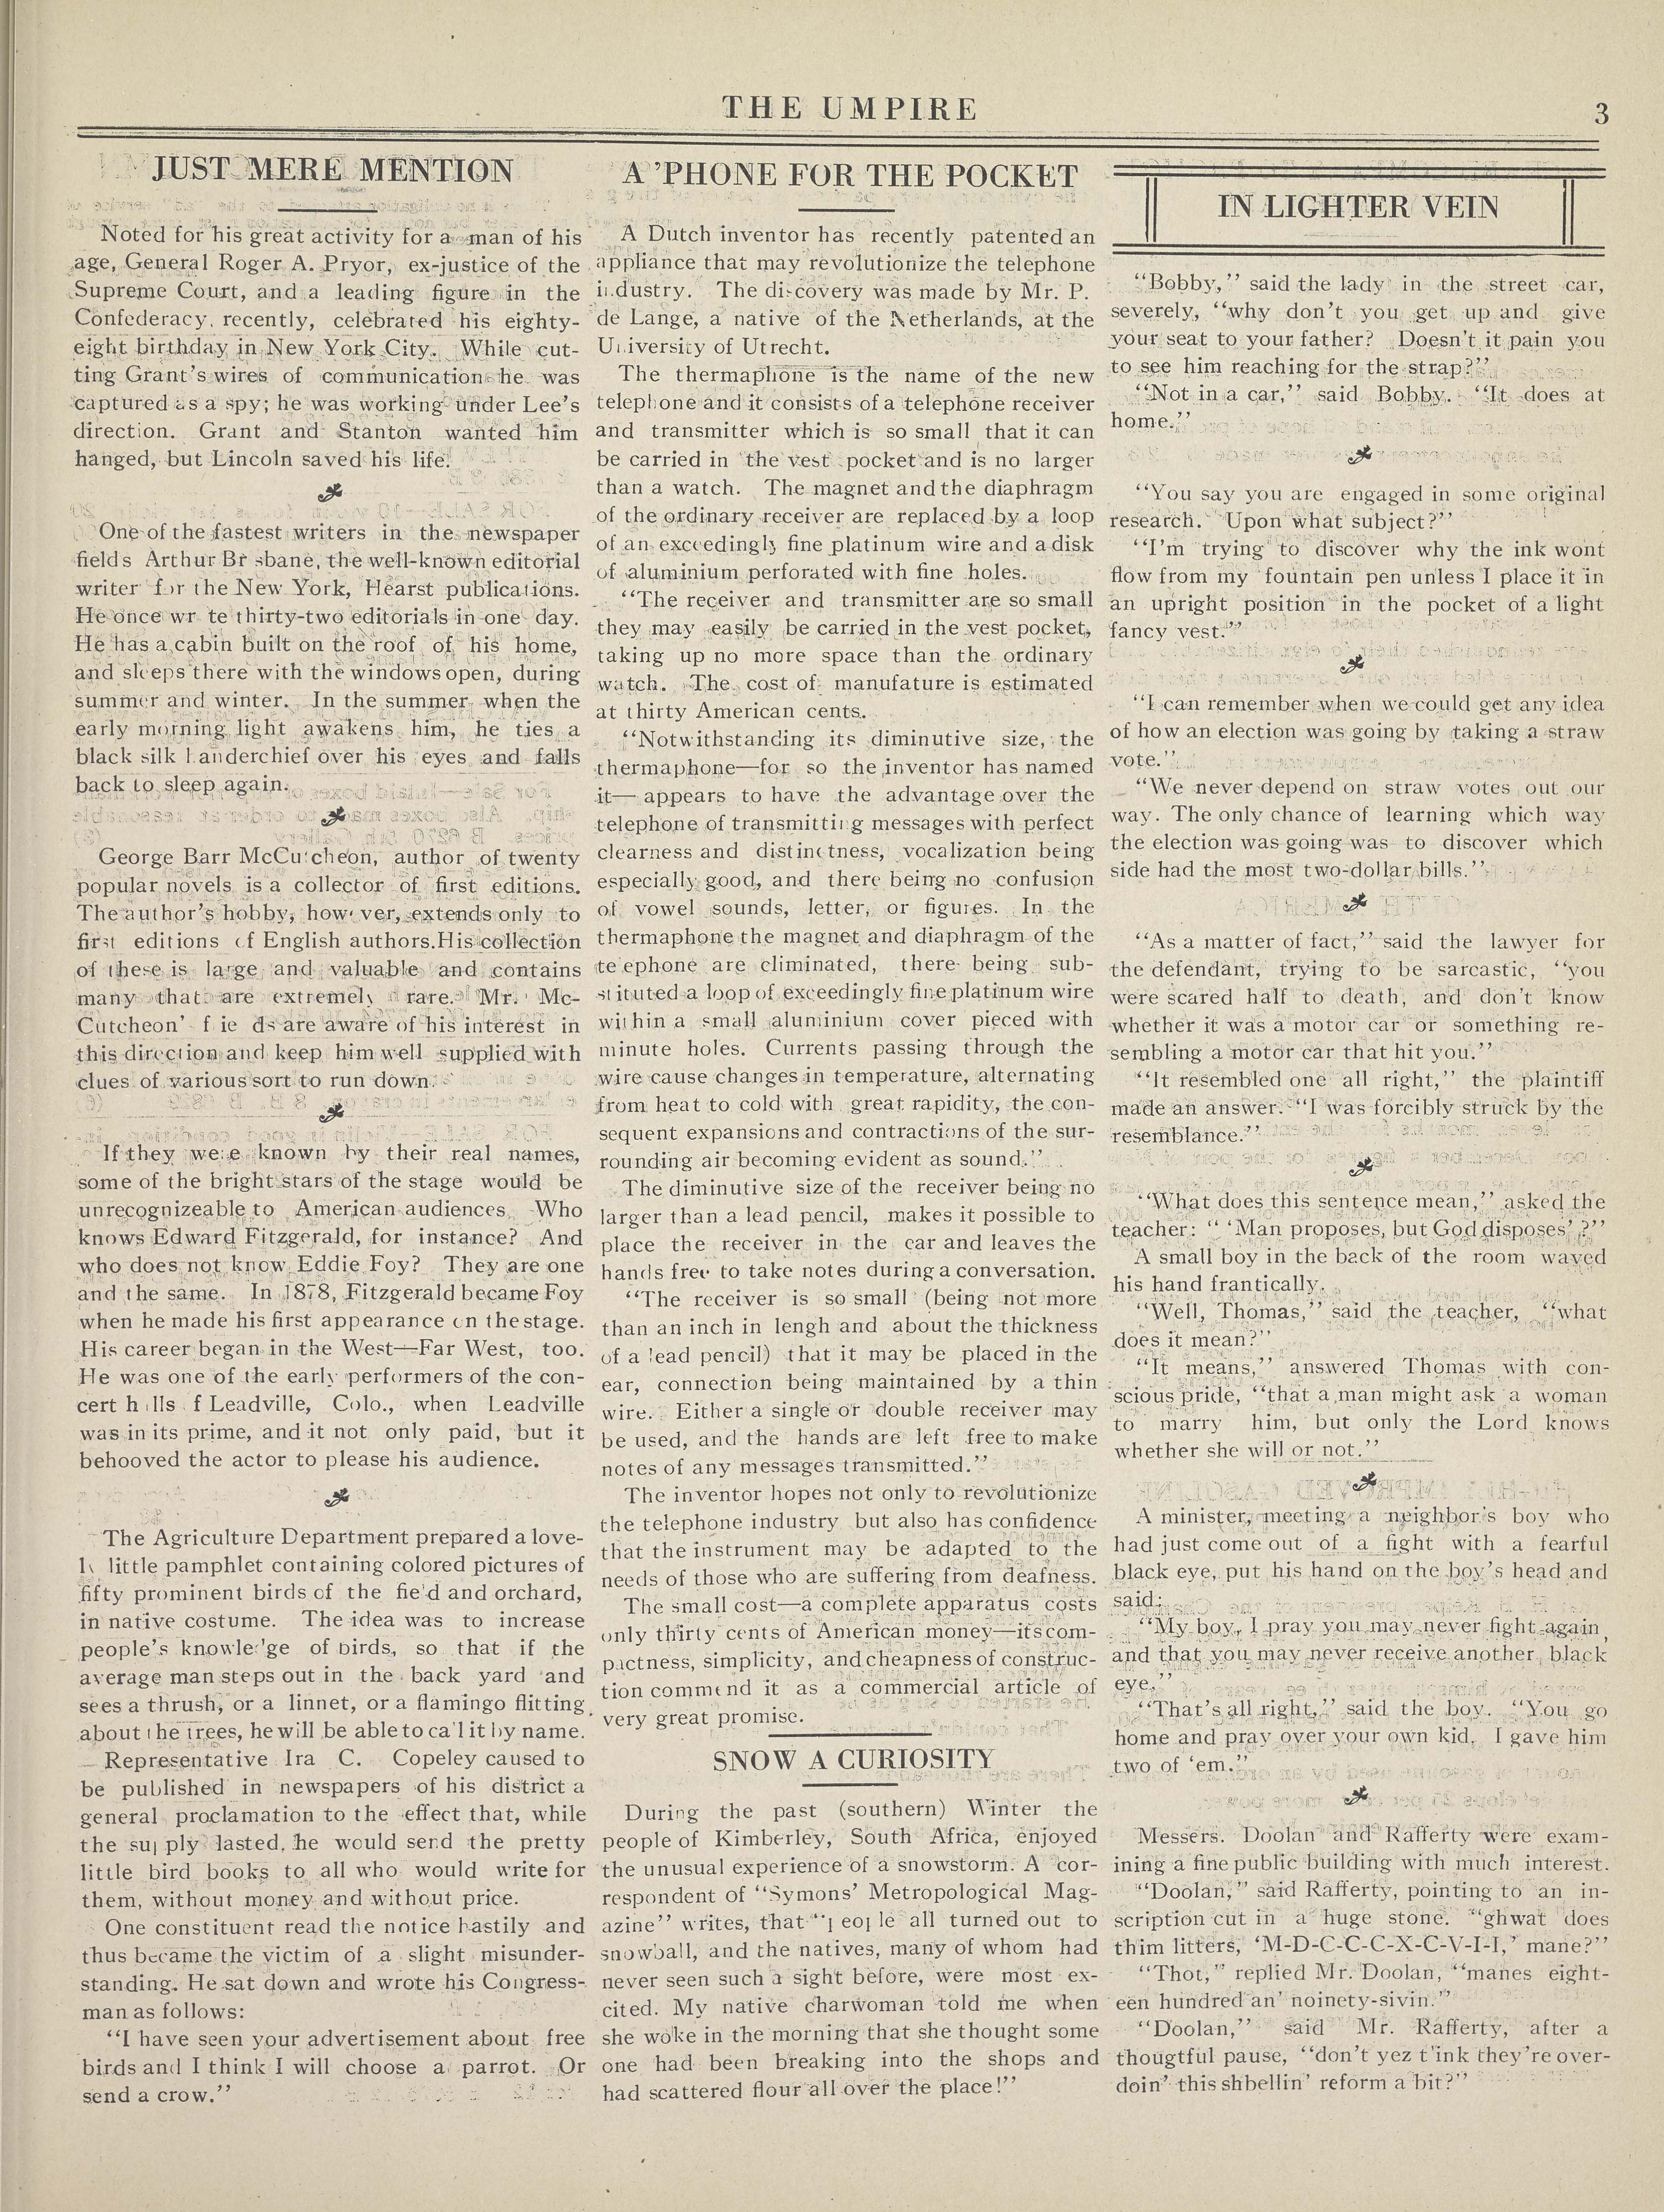 THE UMPIRE
3
JUST MERE MENTION
Noted for his great activity for a man of his
age, General Roger A. Pryor, ex-justice of the
Supreme Court, and a leading figure in the
Confederacy. recently, celebrated his eighty-
eight birthday in New York City. While cut-
ting Grant's wires of communication he was
captured as a spy; he was working under Lee's
direction. Grant and Stanton wanted him
hanged, but Lincoln saved his life.
One of the fastest writers in the newspaper
fields Arthur Br sbane, the well-known editorial
writer for the New York, Hearst publications.
He once wr te thirty-two editorials in one day.
He has a cabin built on the roof of his home,
and sleeps there with the windows open, during
summer and winter. In the summer when the
early morning light awakens him, he ties a
black silk handerchief over his eyes and falls
back to sleep again.
George Barr McCutcheon, author of twenty
popular novels is a collector of first editions.
The author's hobby, however, extends only to
first editions of English authors.His collection
of these is large and valuable and contains
many that are extremely rare. Mr. Mc-
Cutcheon' f ie ds are aware of his interest in
this direction and keep him well supplied with
clues of various sort to run down.
If they were known by their real names,
some of the bright stars of the stage would be
unrecognizeable to American audiences. Who
knows Edward Fitzgerald, for instance? And
who does not know Eddie Foy? They are one
and the same. In 1878, Fitzgerald became Foy
when he made his first appearance on the stage.
His career began in the West—Far West, too.
He was one of the early performers of the con-
cert h lls f Leadville, Colo., when Leadville
was in its prime, and it not only paid, but it
behooved the actor to please his audience.
The Agriculture Department prepared a love-
ly little pamphlet containing colored pictures of
fifty prominent birds of the field and orchard,
in native costume. The idea was to increase
people's knowledge of birds, so that if the
average man steps out in the back yard and
sees a thrush, or a linnet, or a flamingo flitting
about the trees, he will be able to call it by name.
Representative Ira C. Copeley caused to
be published in newspapers of his district a
general proclamation to the effect that, while
the supply lasted, he would send the pretty
little bird books to all who would write for
them, without money and without price.
One constituent read the notice hastily and
thus became the victim of a slight misunder-
standing. He sat down and wrote his Congress-
man as follows:
"I have seen your advertisement about free
birds and I think I will choose a parrot. Or
send a crow."
A 'PHONE FOR THE POCKET
A Dutch inventor has recently patented an
appliance that may revolutionize the telephone
industry. The discovery was made by Mr. P.
de Lange, a native of the Netherlands, at the
University of Utrecht.
The thermaphone is the name of the new
telephone and it consists of a telephone receiver
and transmitter which is so small that it can
be carried in the vest pocket and is no larger
than a watch. The magnet and the diaphragm
of the ordinary receiver are replaced by a loop
of an exceedingly fine platinum wire and a disk
of aluminium perforated with fine holes.
"The receiver and transmitter are so small
they may easily be carried in the vest pocket,
taking up no more space than the ordinary
watch. The cost of manufature is estimated
at thirty American cents.
"Notwithstanding its diminutive size, the
thermaphone—for so the inventor has named
it— appears to have the advantage over the
telephone of transmitting messages with perfect
clearness and distinctness, vocalization being
especially good, and there being no confusion
of vowel sounds, letter, or figures. In the
thermaphone the magnet and diaphragm of the
te ephone are climinated, there being sub-
stituted a loop of exceedingly fine platinum wire
within a small aluminium cover pieced with
minute holes. Currents passing through the
wire cause changes in temperature, alternating
from heat to cold with great rapidity, the con-
sequent expansions and contractions of the sur-
rounding air becoming evident as sound."
The diminutive size of the receiver being no
larger than a lead pencil, makes it possible to
place the receiver in the ear and leaves the
hands free to take notes during a conversation.
"The receiver is so small (being not more
than an inch in lengh and about the thickness
of a lead pencil) that it may be placed in the
ear, connection being maintained by a thin
wire. Either a single or double receiver may
be used, and the hands are left free to make
notes of any messages transmitted."
The inventor hopes not only to revolutionize
the telephone industry but also has confidence
that the instrument may be adapted to the
needs of those who are suffering from deafness.
The small cost—a complete apparatus costs
only thirty cents of American money—its com-
pactness, simplicity, and cheapness of construc-
tion commend it as a commercial article of
very great promise.
SNOW A CURIOSITY
During the past (southern) Winter the
people of Kimberley, South Africa, enjoyed
the unusual experience of a snowstorm. A cor-
respondent of "Symons' Metropological Mag-
azine" writes, that "people all turned out to
snowball, and the natives, many of whom had
never seen such a sight before, were most ex-
cited. My native charwoman told me when
she woke in the morning that she thought some
one had been breaking into the shops and
had scattered flour all over the place!"
IN LIGHTER VEIN
"Bobby," said the lady in the street car,
severely, "why don't you get up and give
your seat to your father? Doesn't it pain you
to see him reaching for the strap?"
"Not in a car," said Bobby. "It does at
home."
"You say you are engaged in some original
research. Upon what subject?"
"I'm trying to discover why the ink wont
flow from my fountain pen unless I place it in
an upright position in the pocket of a light
fancy vest."
"I can remember when we could get any idea
of how an election was going by taking a straw
vote."
"We never depend on straw votes out our
way. The only chance of learning which way
the election was going was to discover which
side had the most two-dollar bills."
"As a matter of fact," said the lawyer for
the defendant, trying to be sarcastic, "you
were scared half to death, and don't know
whether it was a motor car or something re-
sembling a motor car that hit you."
"It resembled one all right," the plaintiff
made an answer. "I was forcibly struck by the
resemblance."
"What does this sentence mean," asked the
teacher: " 'Man proposes, but God disposes' ?"
A small boy in the back of the room waved
his hand frantically.
"Well, Thomas," said the teacher, "what
does it mean?"
"It means," answered Thomas with con-
scious pride, "that a man might ask a woman
to marry him, but only the Lord knows
whether she will or not."
A minister, meeting a neighbor's boy who
had just come out of a fight with a fearful
black eye, put his hand on the boy's head and
said:
"My boy, I pray you may never fight again,
and that you may never receive another black
eye."
"That's all right," said the boy. "You go
home and pray over your own kid. I gave him
two of 'em."
Messers. Doolan and Rafferty were exam-
ining a fine public building with much interest.
"Doolan," said Rafferty, pointing to an in-
scription cut in a huge stone. "ghwat does
thim litters, 'M-D-C-C-C-X-C-V-I-I,' mane?"
"Thot," replied Mr. Doolan, "manes eight-
een hundred an' noinety-sivin."
"Doolan," said Mr. Rafferty, after a
thougtful pause, "don't yez t'ink they're over-
doin' this shbellin' reform a bit?"